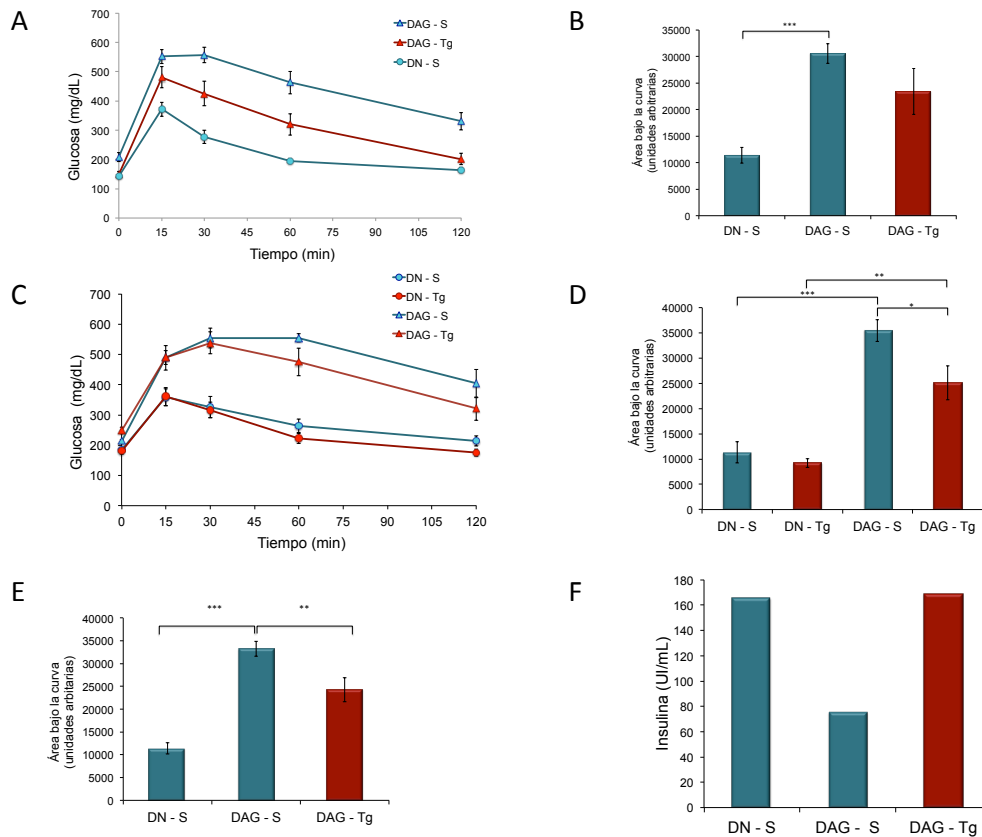 A
DAG - S
DAG - Tg
DN - S
Glucosa (mg/dL)
700
600
500
400
300
200
100
0
0 15 30 45 60 75 90 105 120
Tiempo (min)
B
***
Área bajo la curva
(unidades arbitrarias)
35000
30000
25000
20000
15000
10000
5000
0
DN - S DAG - S DAG - Tg
C
DN - S
DN - Tg
DAG - S
DAG - Tg
Glucosa (mg/dL)
700
600
500
400
300
200
100
0
0 15 30 45 60 75 90 105 120
Tiempo (min)
D
**
***
*
Área bajo la curva
(unidades arbitrarias)
40000
35000
30000
25000
20000
15000
10000
5000
0
DN - S DN - Tg DAG - S DAG - Tg
E
*** **
Área bajo la curva
(unidades arbitarias)
40000
35000
30000
25000
20000
15000
10000
5000
0
DN - S DAG - S DAG - Tg
F
Insulina (UI/mL)
180
160
140
120
100
80
60
40
20
0
DN - S DAG - S DAG - Tg